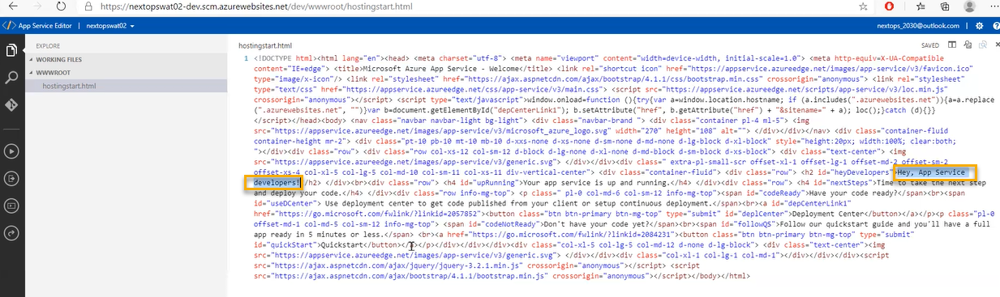 https://nextopswat02-dev.scm.azurewebsites.net/dev/wwwroot/hostingstart.html
App Service Editor | nextopswat02
nextops_2030@outlook.com
EXPLORE
WORKING FILES
WWWROOT
hostingstart.html
hostingstart.html
SAVED
1 <!DOCTYPE html><html lang="en"><head> <meta charset="utf-8"> <meta name="viewport" content="width=device-width, initial-scale=1.0"> <meta http-equiv=X-UA-Compatible
content="IE=edge"> <title>Microsoft Azure App Service - Welcome</title> <link rel="shortcut icon" href="https://appservice.azureedge.net/images/app-service/v3/favicon.ico"
type="image/x-icon"/> <link rel="stylesheet" href="https://ajax.aspnetcdn.com/ajax/bootstrap/4.1.1/css/bootstrap.min.css" crossorigin="anonymous"> <link rel="stylesheet"
type="text/css" href="https://appservice.azureedge.net/css/app-service/v3/main.css"> <script src="https://appservice.azureedge.net/images/app-service/v3/loc.min.js"
crossorigin="anonymous"></script> <script type="text/javascript">window.onload=function (){try{var a=window.location.hostname; if (a.includes(".azurewebsites.net")){a=a.replace
(".azurewebsites.net", "")}var b=document.getElementById("depCenterLink1"); b.setAttribute("href", b.getAttribute("href") + "&sitename=" + a); loc();}catch (d){}}
</script></head><body> <nav class="navbar navbar-light bg-light"> <div class="navbar-brand "> <div class="container pl-4 ml-5"> <img
src="https://appservice.azureedge.net/images/app-service/v3/microsoft_azure_logo.svg" width="270" height="108" alt=""> </div></div></nav> <div class="container-fluid
container-height mr-2"> <div class="pt-10 pb-10 mt-10 mb-10 d-xxs-none d-xs-none d-sm-none d-md-none d-lg-block d-xl-block" style="height:20px; width:100%; clear:both;
"></div><div class="row"> <div class="row col-xs-12 col-sm-12 d-block d-lg-none d-xl-none d-md-block d-sm-block d-xs-block"> <div class="text-center"> <img
src="https://appservice.azureedge.net/images/app-service/v3/generic.svg"> </div></div><div class=" extra-pl-small-scr offset-xl-1 offset-lg-1 offset-md-2 offset-sm-2
offset-xs-4 col-xl-5 col-lg-5 col-md-10 col-sm-11 col-xs-11 div-vertical-center"> <div class="container-fluid"> <div class="row"> <h2 id="heyDevelopers">Hey, App Service
developers!</h2> </div><br><div class="row"> <h4 id="upRunning">Your app service is up and running.</h4> </div><div class="row"> <h4 id="nextSteps">Time to take the next step
and deploy your code.</h4> </div><div class="row info-mg-top"> <p class=" pl-0 col-md-6 col-sm-12 info-mg-top"><span id="codeReady">Have your code ready?</span><br><span
id="useDCenter"> Use deployment center to get code published from your client or setup continuous deployment.</span><br><a id="depCenterLink1"
href="https://go.microsoft.com/fwlink/?linkid=2057852"><button class="btn btn-primary btn-mg-top" type="submit" id="deplCenter">Deployment Center</button></a></p><p class="pl-0
offset-md-1 col-md-5 col-sm-12 info-mg-top"> <span id="codeNotReady">Don't have your code yet?</span><br><span id="followQS">Follow our quickstart guide and you'll have a full
app ready in 5 minutes or less.</span> <br><a href="https://go.microsoft.com/fwlink/?linkid=2084231"><button class="btn btn-primary btn-mg-top" type="submit"
id="quickStart">Quickstart</button></a></p></div></div></div><div class="col-xl-5 col-lg-5 col-md-12 d-none d-lg-block"> <div class="text-center"><img
src="https://appservice.azureedge.net/images/app-service/v3/generic.svg"> </div></div><div class="col-xl-1 col-lg-1 col-md-1"></div></div></div><script
src="https://ajax.aspnetcdn.com/ajax/jquery/jquery-3.2.1.min.js" crossorigin="anonymous"></script> <script
src="https://ajax.aspnetcdn.com/ajax/bootstrap/4.1.1/bootstrap.min.js" crossorigin="anonymous"></script></body></html>